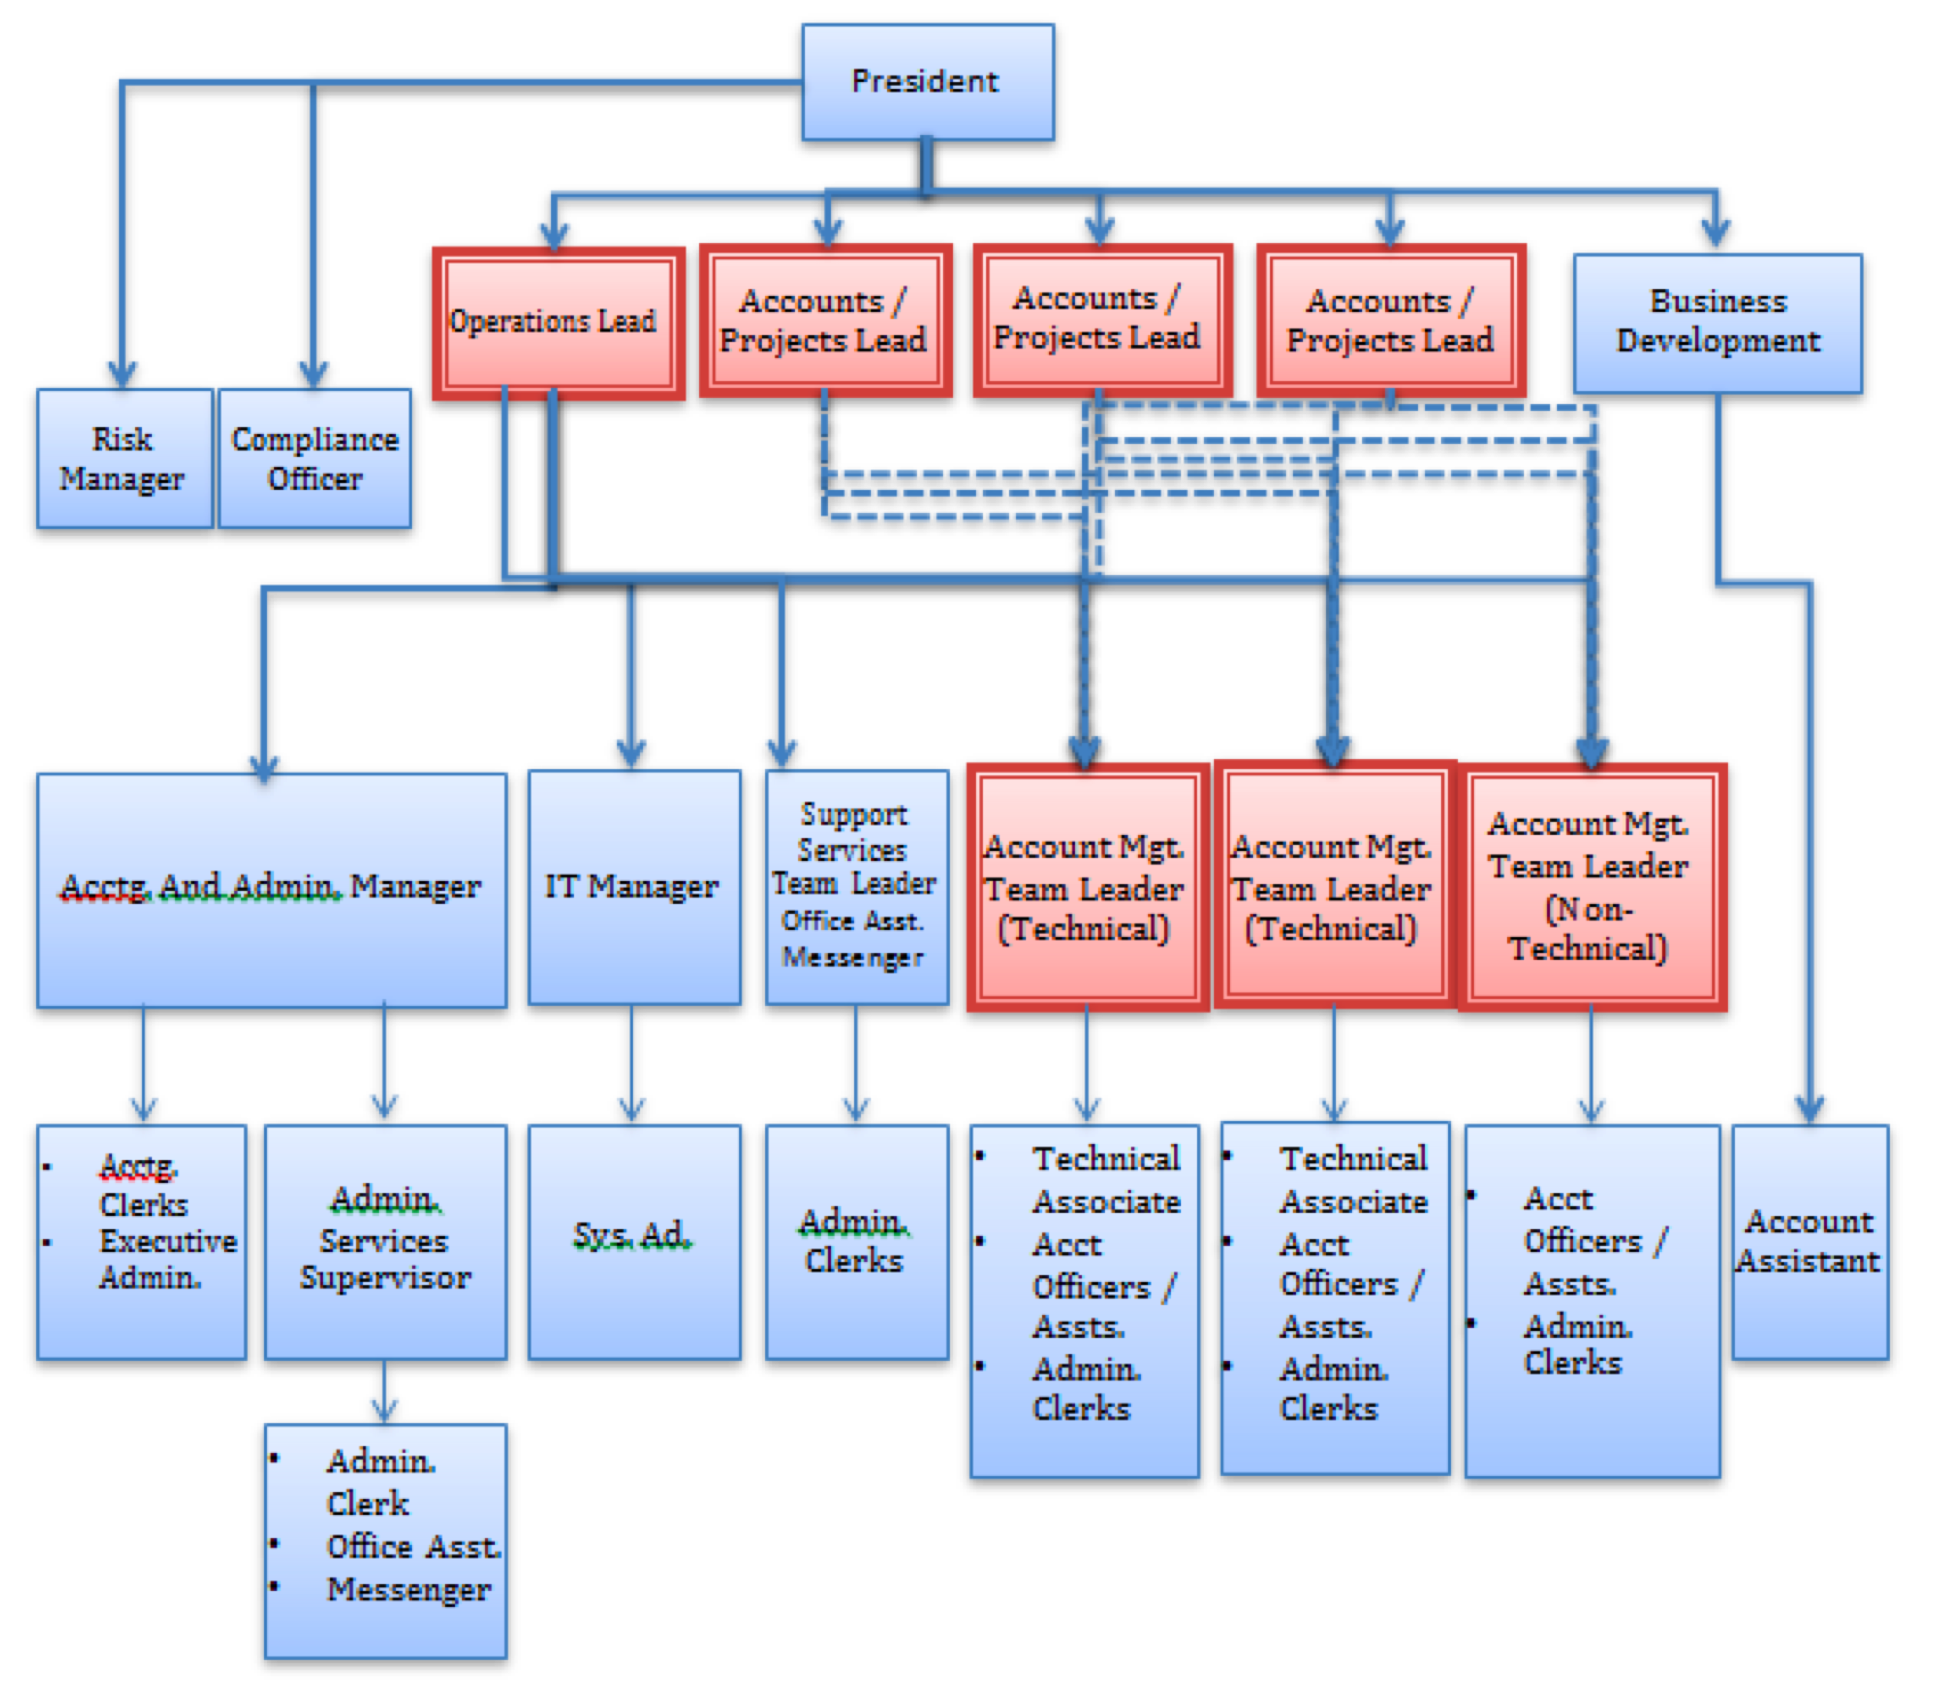 President
Operations Lead
Accounts /
Projects Lead
Accounts /
Projects Lead
Accounts /
Projects Lead
Business
Development
Risk
Manager
Compliance
Officer
Acctg. And Admin. Manager
IT Manager
Support
Services
Team Leader
Office Asst.
Messenger
Account Mgt.
Team Leader
(Technical)
Account Mgt.
Team Leader
(Technical)
Account Mgt.
Team Leader
(Non-
Technical)
• Acctg.
Clerks
• Executive
Admin.
Admin.
Services
Supervisor
Sys. Ad.
Admin.
Clerks
• Technical
Associate
• Acct
Officers /
Assts.
• Admin.
Clerks
• Technical
Associate
• Acct
Officers /
Assts.
• Admin.
Clerks
• Acct
Officers /
Assts.
• Admin.
Clerks
Account
Assistant
• Admin.
Clerk
• Office Asst.
• Messenger